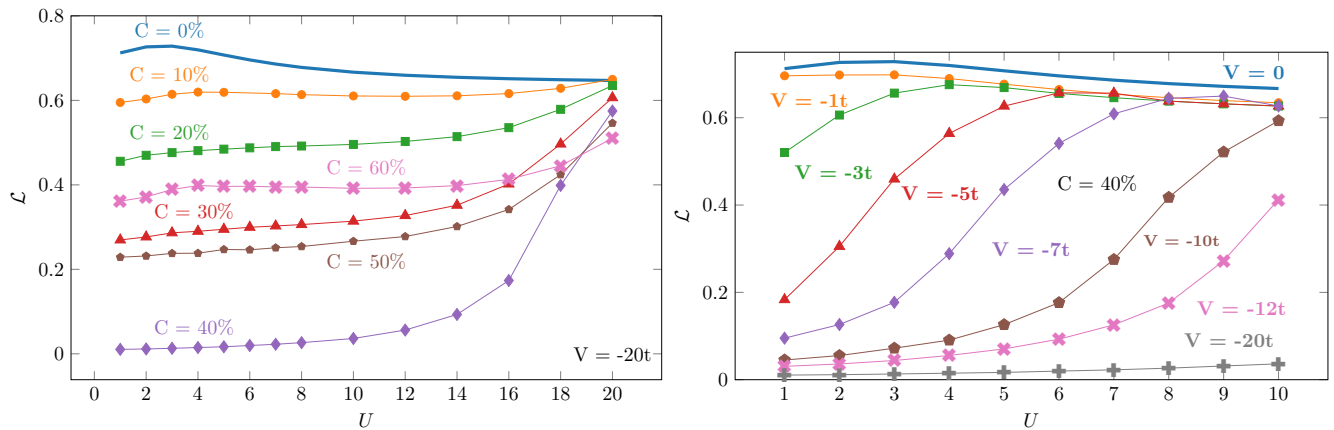 0.8
0.6
0.4
0.2
0
ℒ
C = 0%
C = 10%
C = 20%
C = 60%
C = 30%
C = 50%
C = 40%
V = -20t
0 2 4 6 8 10 12 14 16 18 20
U
0.6
0.4
0.2
0
ℒ
V = 0
V = -1t
V = -3t
V = -5t
C = 40%
V = -7t
V = -10t
V = -12t
V = -20t
1 2 3 4 5 6 7 8 9 10
U